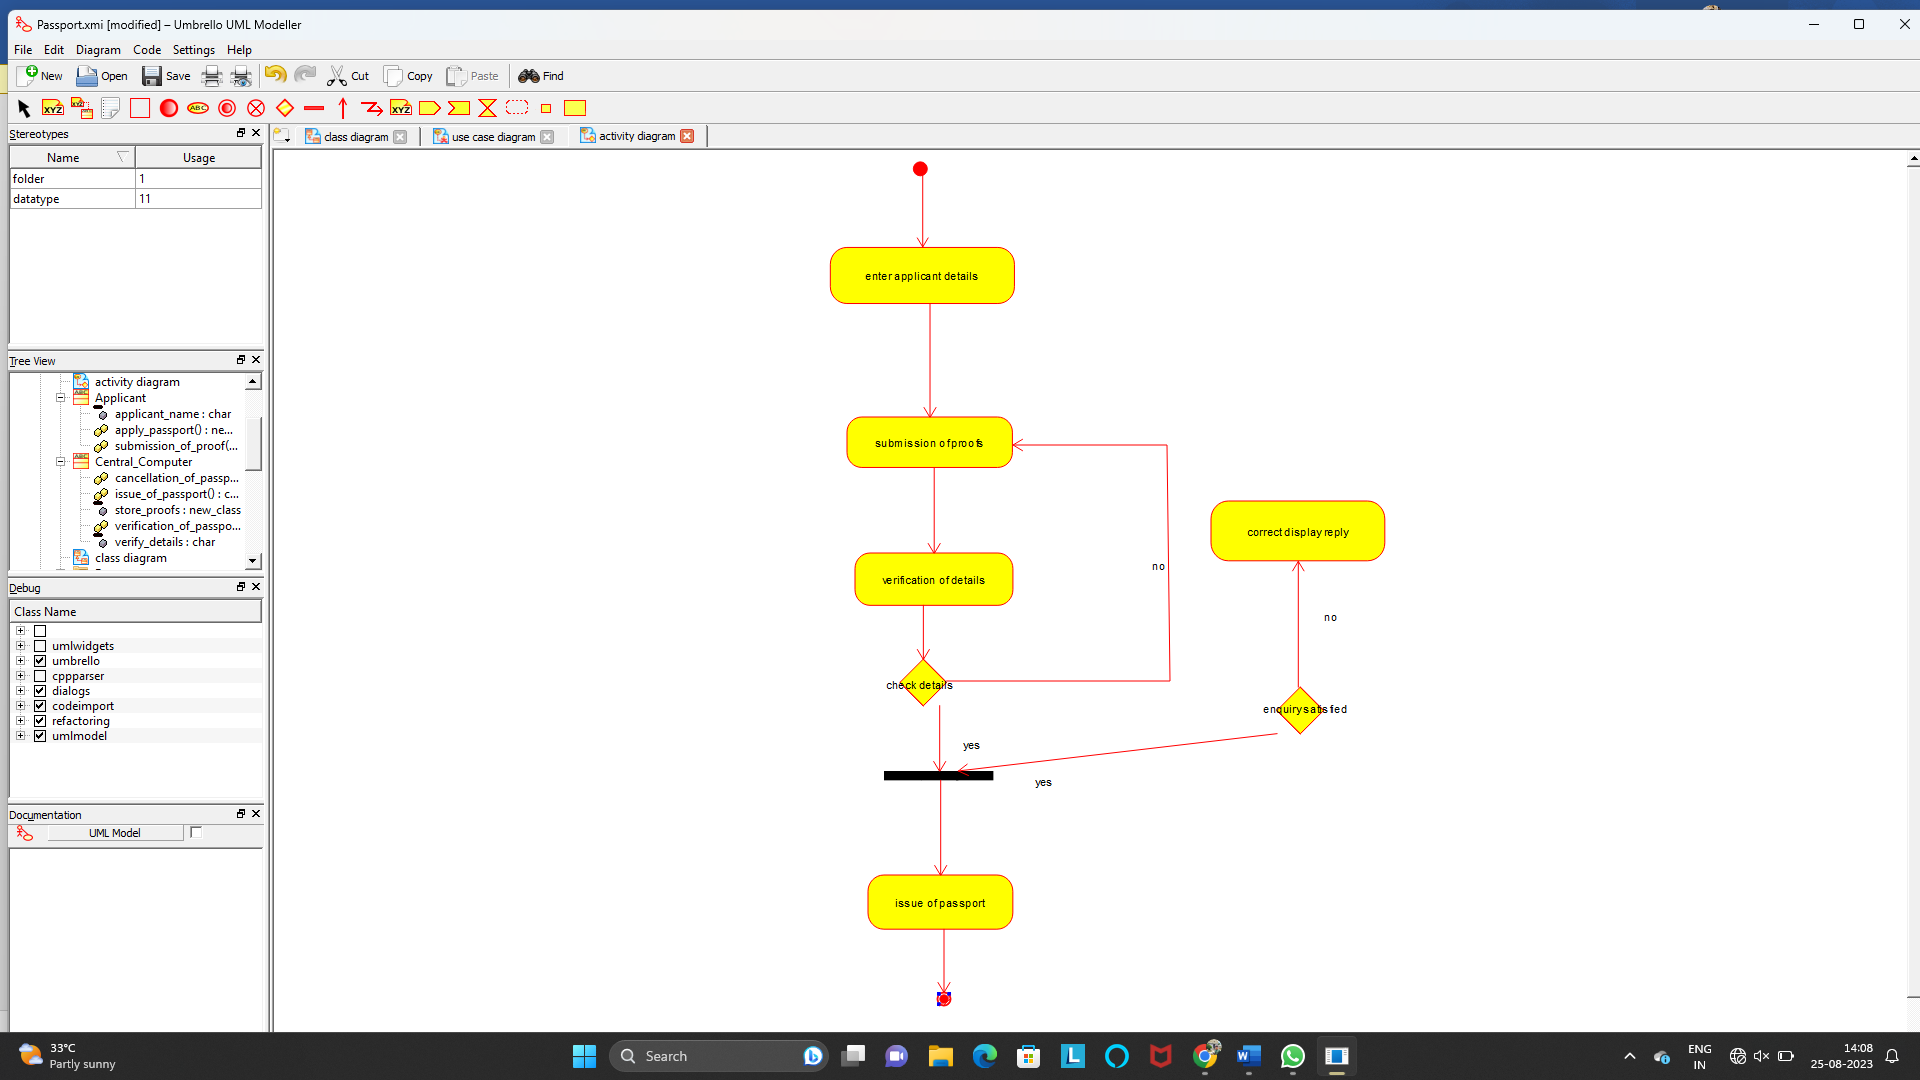 Passport.xmi [modified] – Umbrello UML Modeller
File Edit Diagram Code Settings Help
New Open Save Cut Copy Paste Find
XYZ XYZ ABC XYZ
Stereotypes
class diagram use case diagram activity diagram
Name Usage
folder 1
datatype 11
Tree View
activity diagram
Applicant
applicant_name : char
apply_passport() : ne...
submission_of_proof(...
Central_Computer
cancellation_of_passp...
issue_of_passport() : c...
store_proofs : new_class
verification_of_passpo...
verify_details : char
class diagram
Debug
Class Name
umlwidgets
umbrello
cppparser
dialogs
codeimport
refactoring
umlmodel
Documentation
UML Model
enter applicant details
submission of proofs
correct display reply
no
verification of details
no
check details
enquiry satisfed
yes
yes
issue of passport
33°C
Partly sunny
Search
L
W
ENG
IN
14:08
25-08-2023